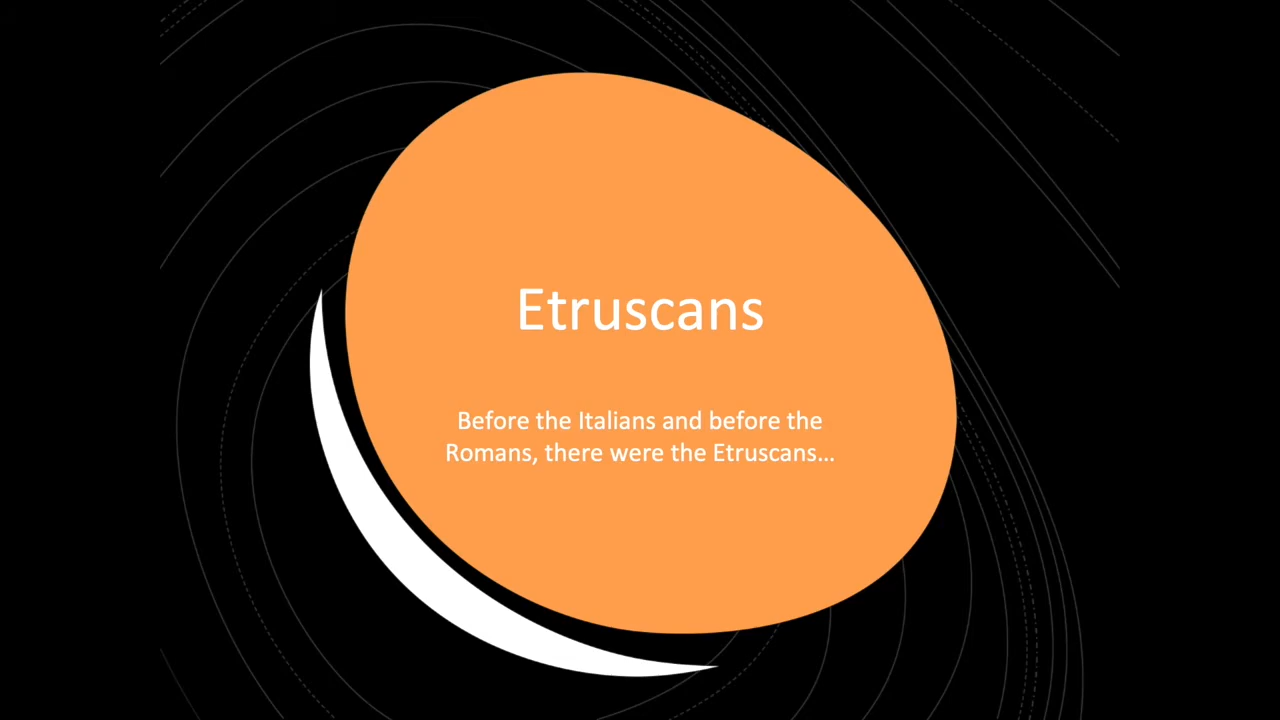 Etruscans
Before the Italians and before the
Romans, there were the Etruscans…